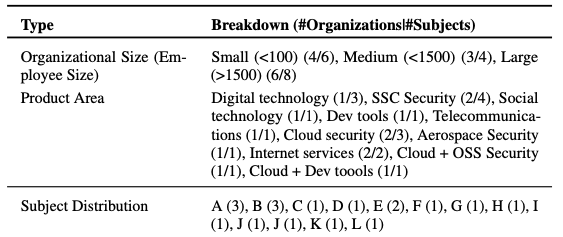 Type Breakdown (#Organizations|#Subjects)
Organizational Size (Em- Small (<100) (4/6), Medium (<1500) (3/4), Large
ployee Size) (>1500) (6/8)
Product Area Digital technology (1/3), SSC Security (2/4), Social
technology (1/1), Dev tools (1/1), Telecommunica-
tions (1/1), Cloud security (2/3), Aerospace Security
(1/1), Internet services (2/2), Cloud + OSS Security
(1/1), Cloud + Dev toools (1/1)
Subject Distribution A (3), B (3), C (1), D (1), E (2), F (1), G (1), H (1), I
(1), J (1), J (1), K (1), L (1)